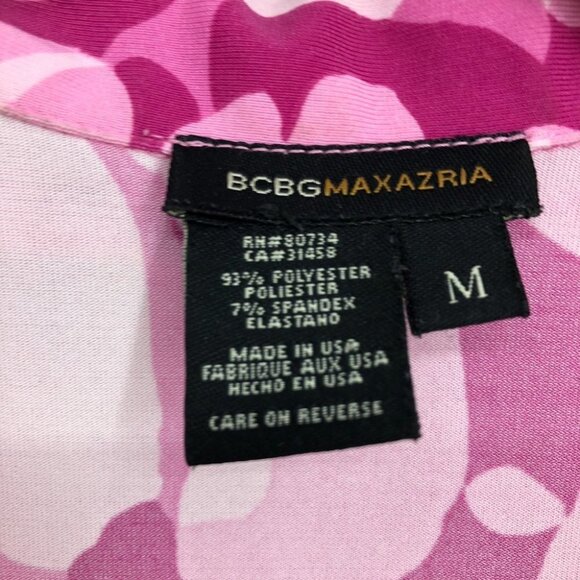 BCBGMAXAZRIA
RN#80734
CA#31458
93% POLYESTER
POLIESTER
7% SPANDEX
ELASTANO
MADE IN USA
FABRIQUE AUX USA
HECHO EN USA
CARE ON REVERSE
M